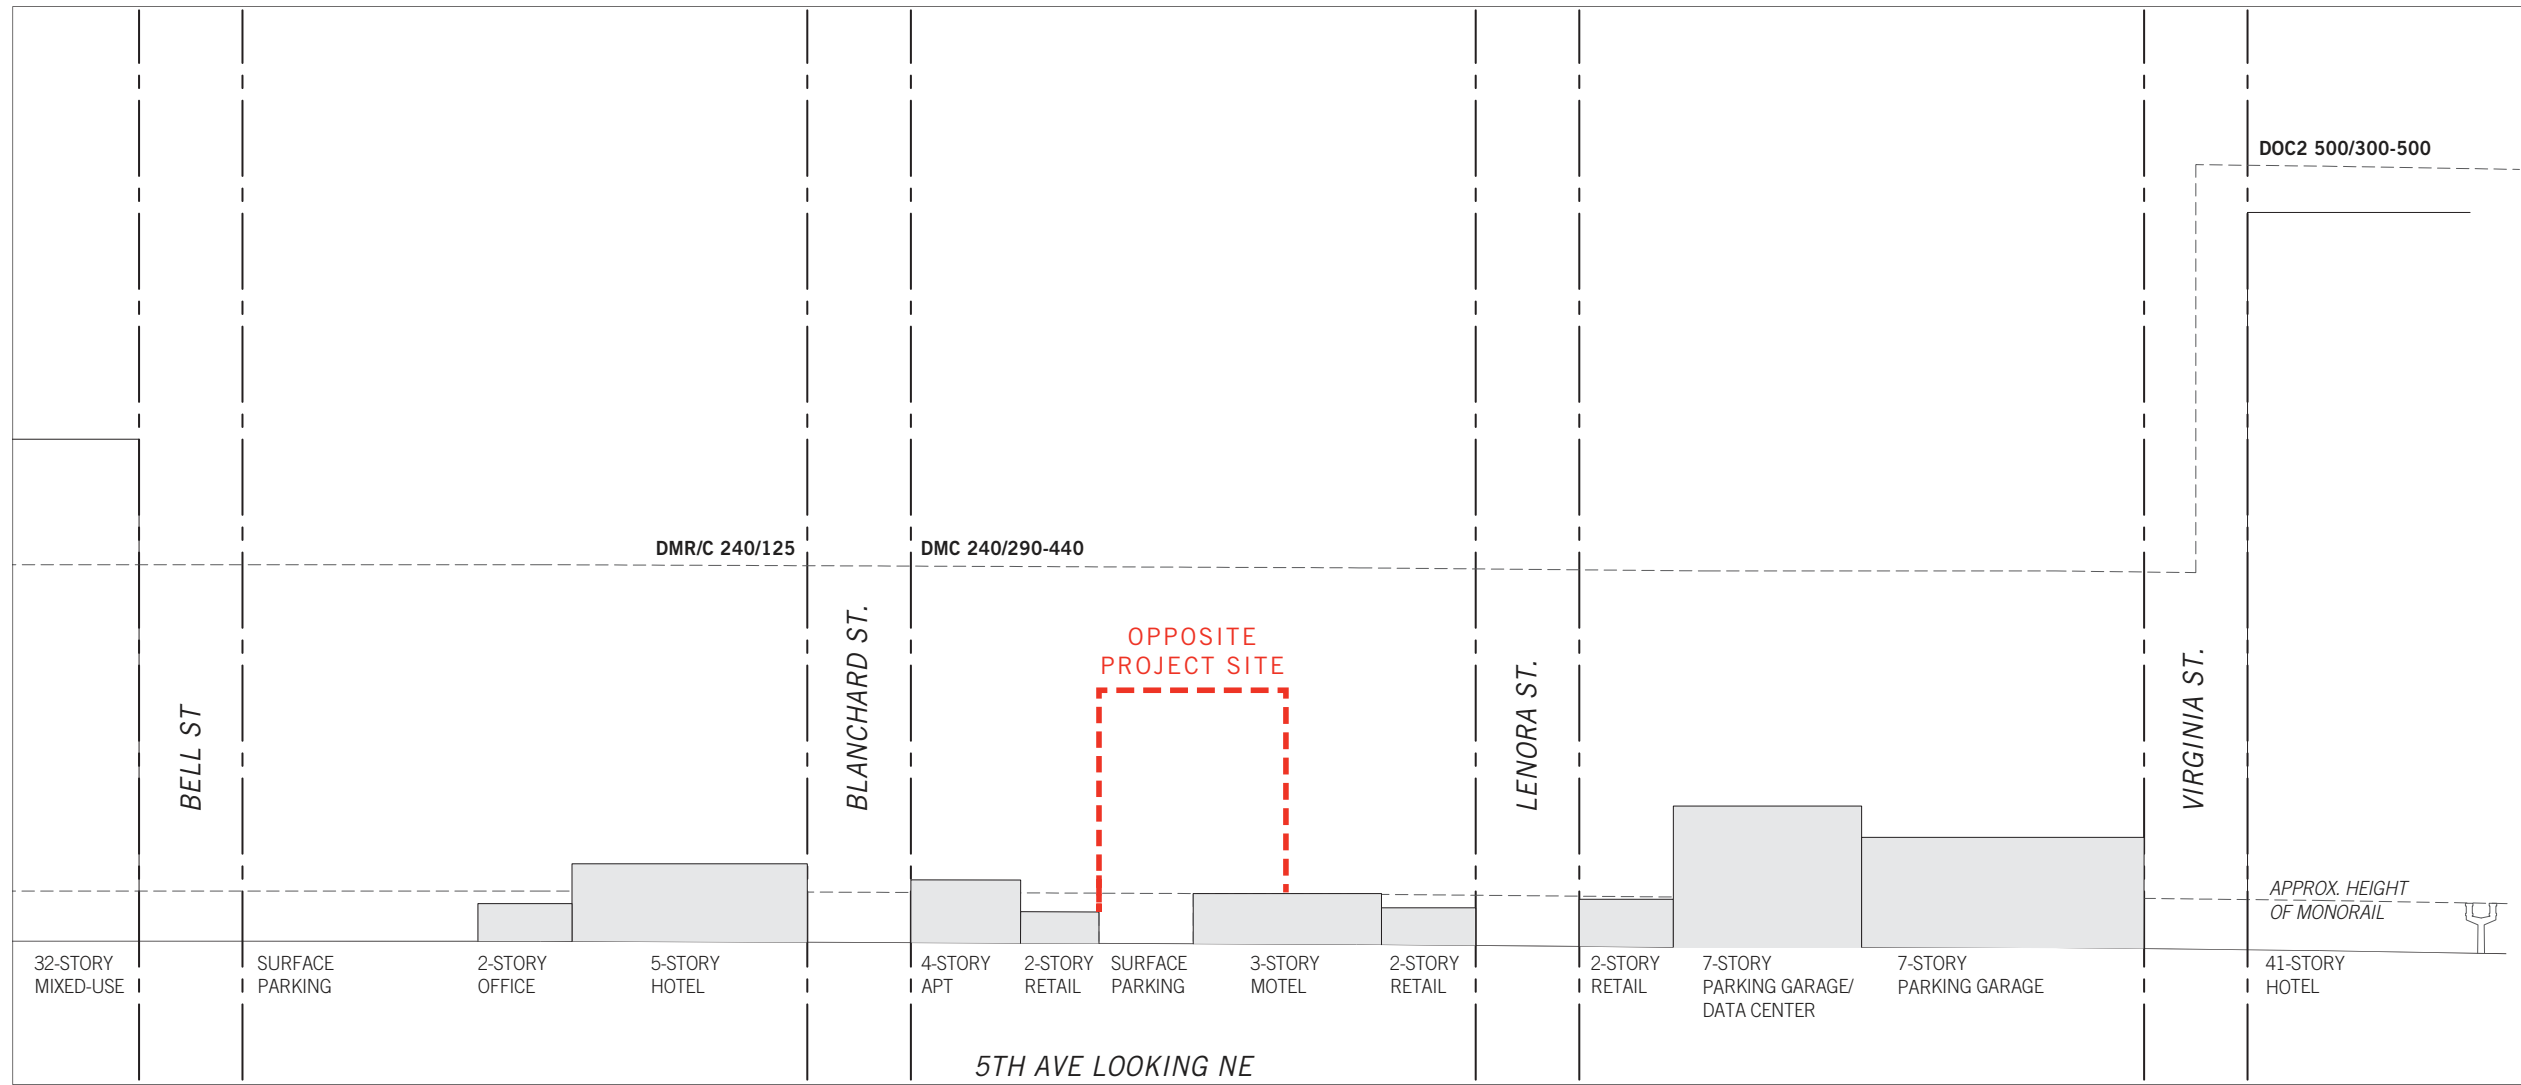 DOC2 500/300-500
DMR/C 240/125
DMC 240/290-440
OPPOSITE
PROJECT SITE
BELL ST
BLANCHARD ST.
LENORA ST.
VIRGINIA ST.
APPROX. HEIGHT
OF MONORAIL
32-STORY
MIXED-USE
SURFACE
PARKING
2-STORY
OFFICE
5-STORY
HOTEL
4-STORY
APT
2-STORY
RETAIL
SURFACE
PARKING
3-STORY
MOTEL
2-STORY
RETAIL
2-STORY
RETAIL
7-STORY
PARKING GARAGE/
DATA CENTER
7-STORY
PARKING GARAGE
41-STORY
HOTEL
5TH AVE LOOKING NE